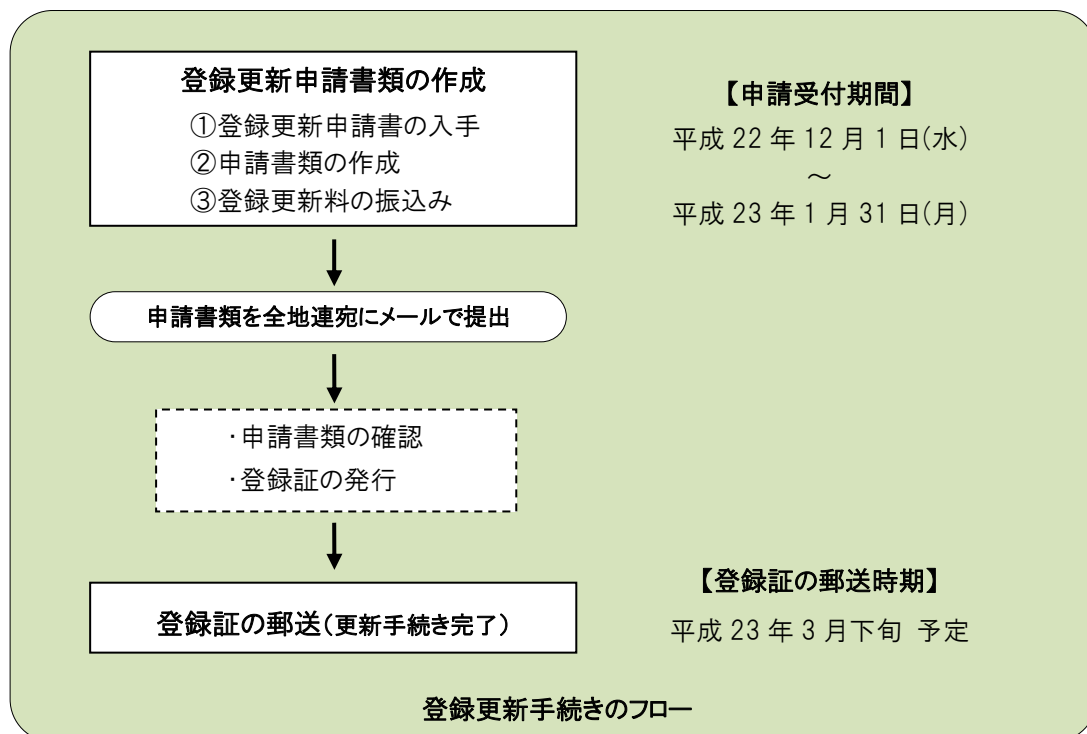 登録更新申請書類の作成
①登録更新申請書の入手
②申請書類の作成
③登録更新料の振込み
【申請受付期間】
平成 22 年 12 月 1 日(水)
～
平成 23 年 1 月 31 日(月)
申請書類を全地連宛にメールで提出
・申請書類の確認
・登録証の発行
登録証の郵送(更新手続き完了)
【登録証の郵送時期】
平成 23 年 3 月下旬 予定
登録更新手続きのフロー